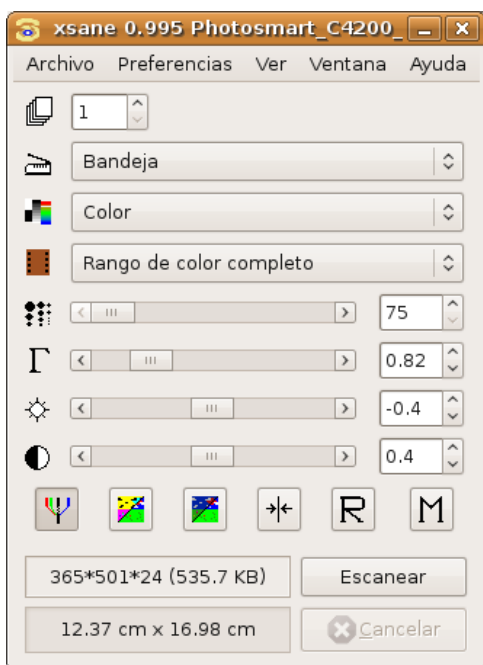 xsane 0.995 Photosmart_C4200_
Archivo Preferencias Ver Ventana Ayuda
1
Bandeja
Color
Rango de color completo
75
Γ 0.82
-0.4
0.4
R M
365*501*24 (535.7 KB) Escanear
12.37 cm x 16.98 cm Cancelar